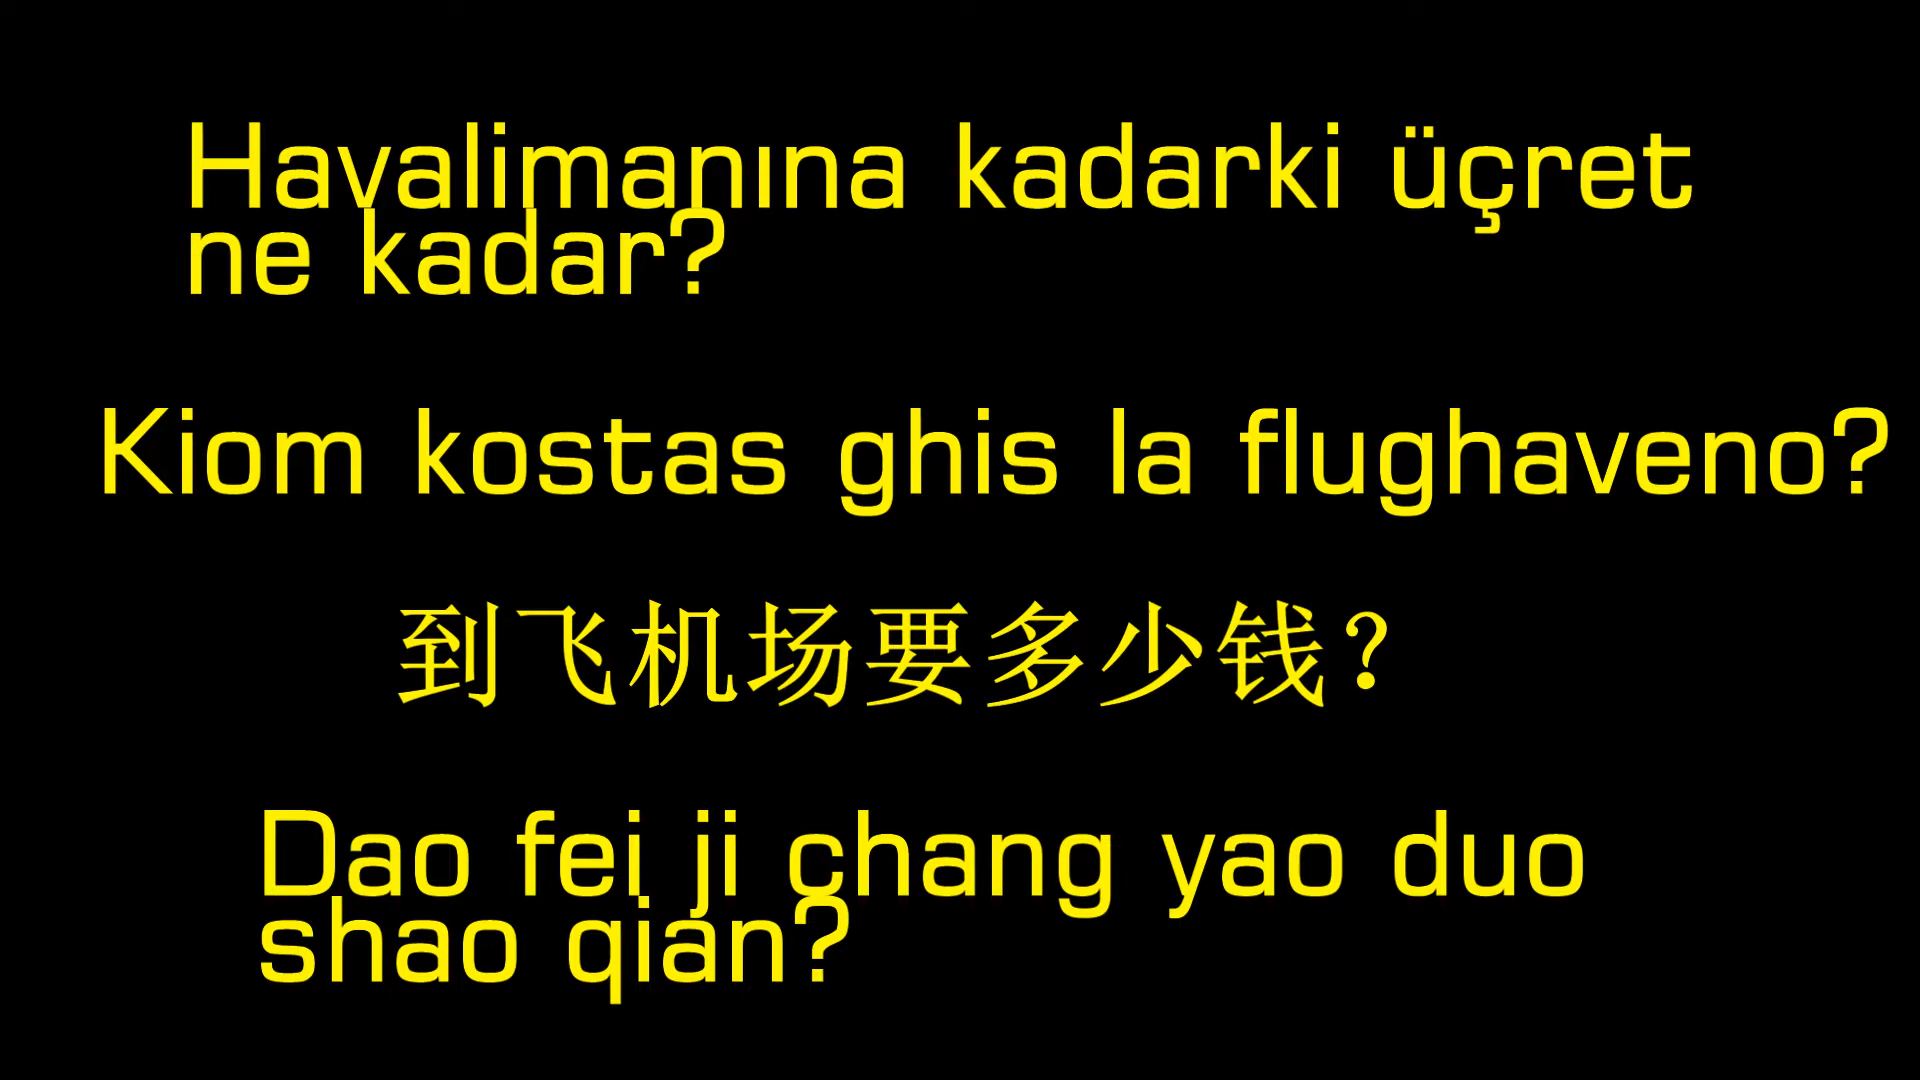 Havalimanına kadarki üçret
ne kadar?
Kiom kostas ghis la flughaveno?
到飞机场要多少钱？
Dao fei ji chang yao duo
shao qian?